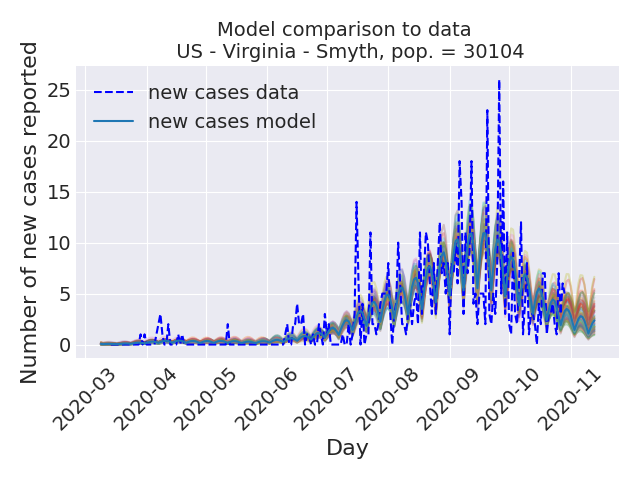 Model comparison to data
US - Virginia - Smyth, pop. = 30104
Number of new cases reported
25
20
15
10
5
0
new cases data
new cases model
2020-03
2020-04
2020-05
2020-06
2020-07
2020-08
2020-09
2020-10
2020-11
Day